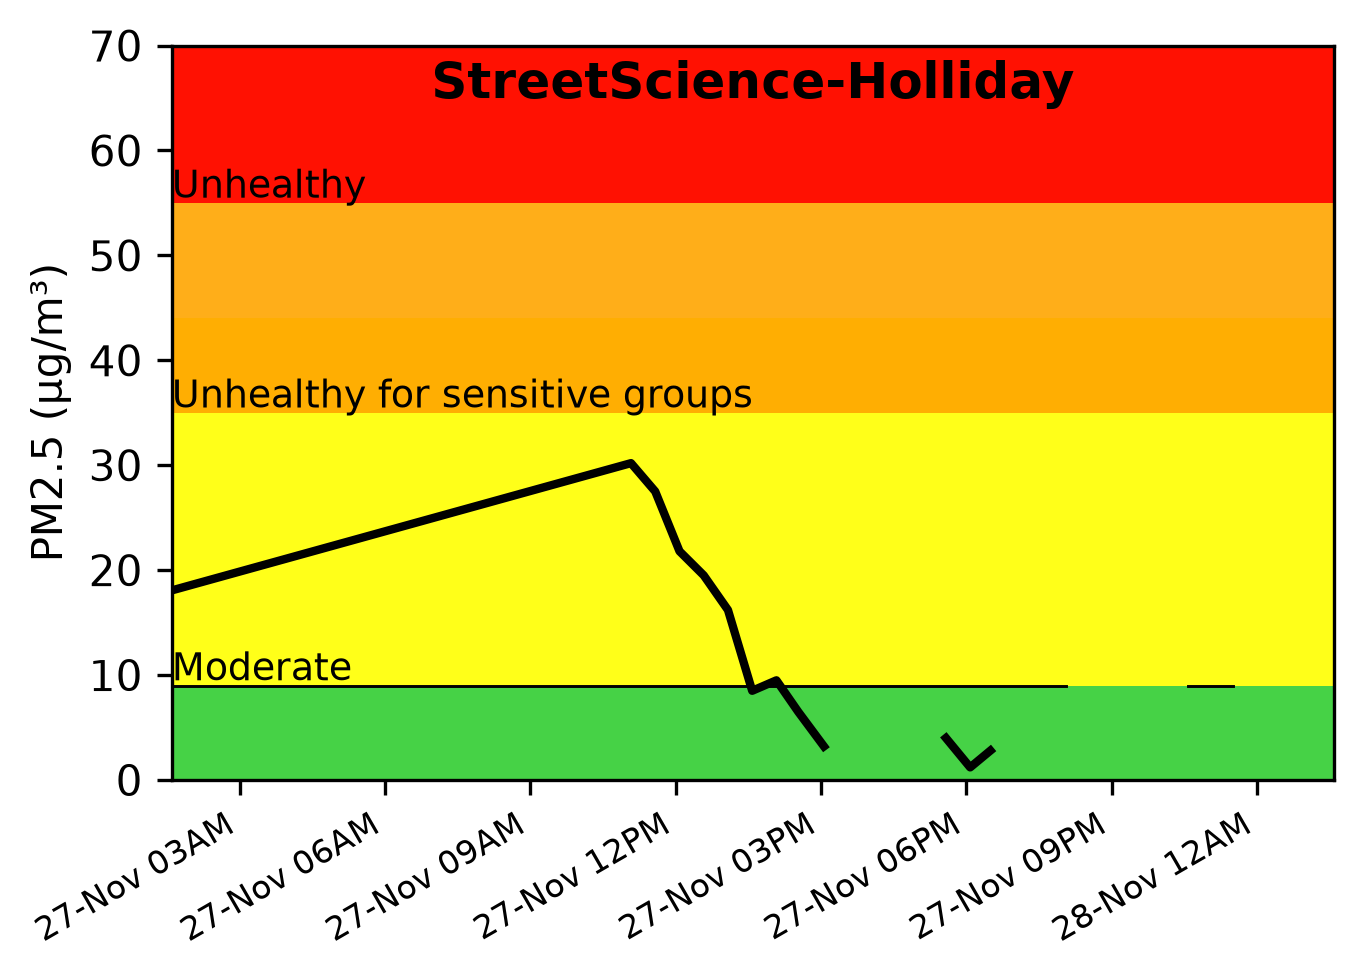 StreetScience-Holliday
70
60
50
40
30
20
10
0
PM2.5 (µg/m³)
Unhealthy
Unhealthy for sensitive groups
Moderate
27-Nov 03AM
27-Nov 06AM
27-Nov 09AM
27-Nov 12PM
27-Nov 03PM
27-Nov 06PM
27-Nov 09PM
28-Nov 12AM